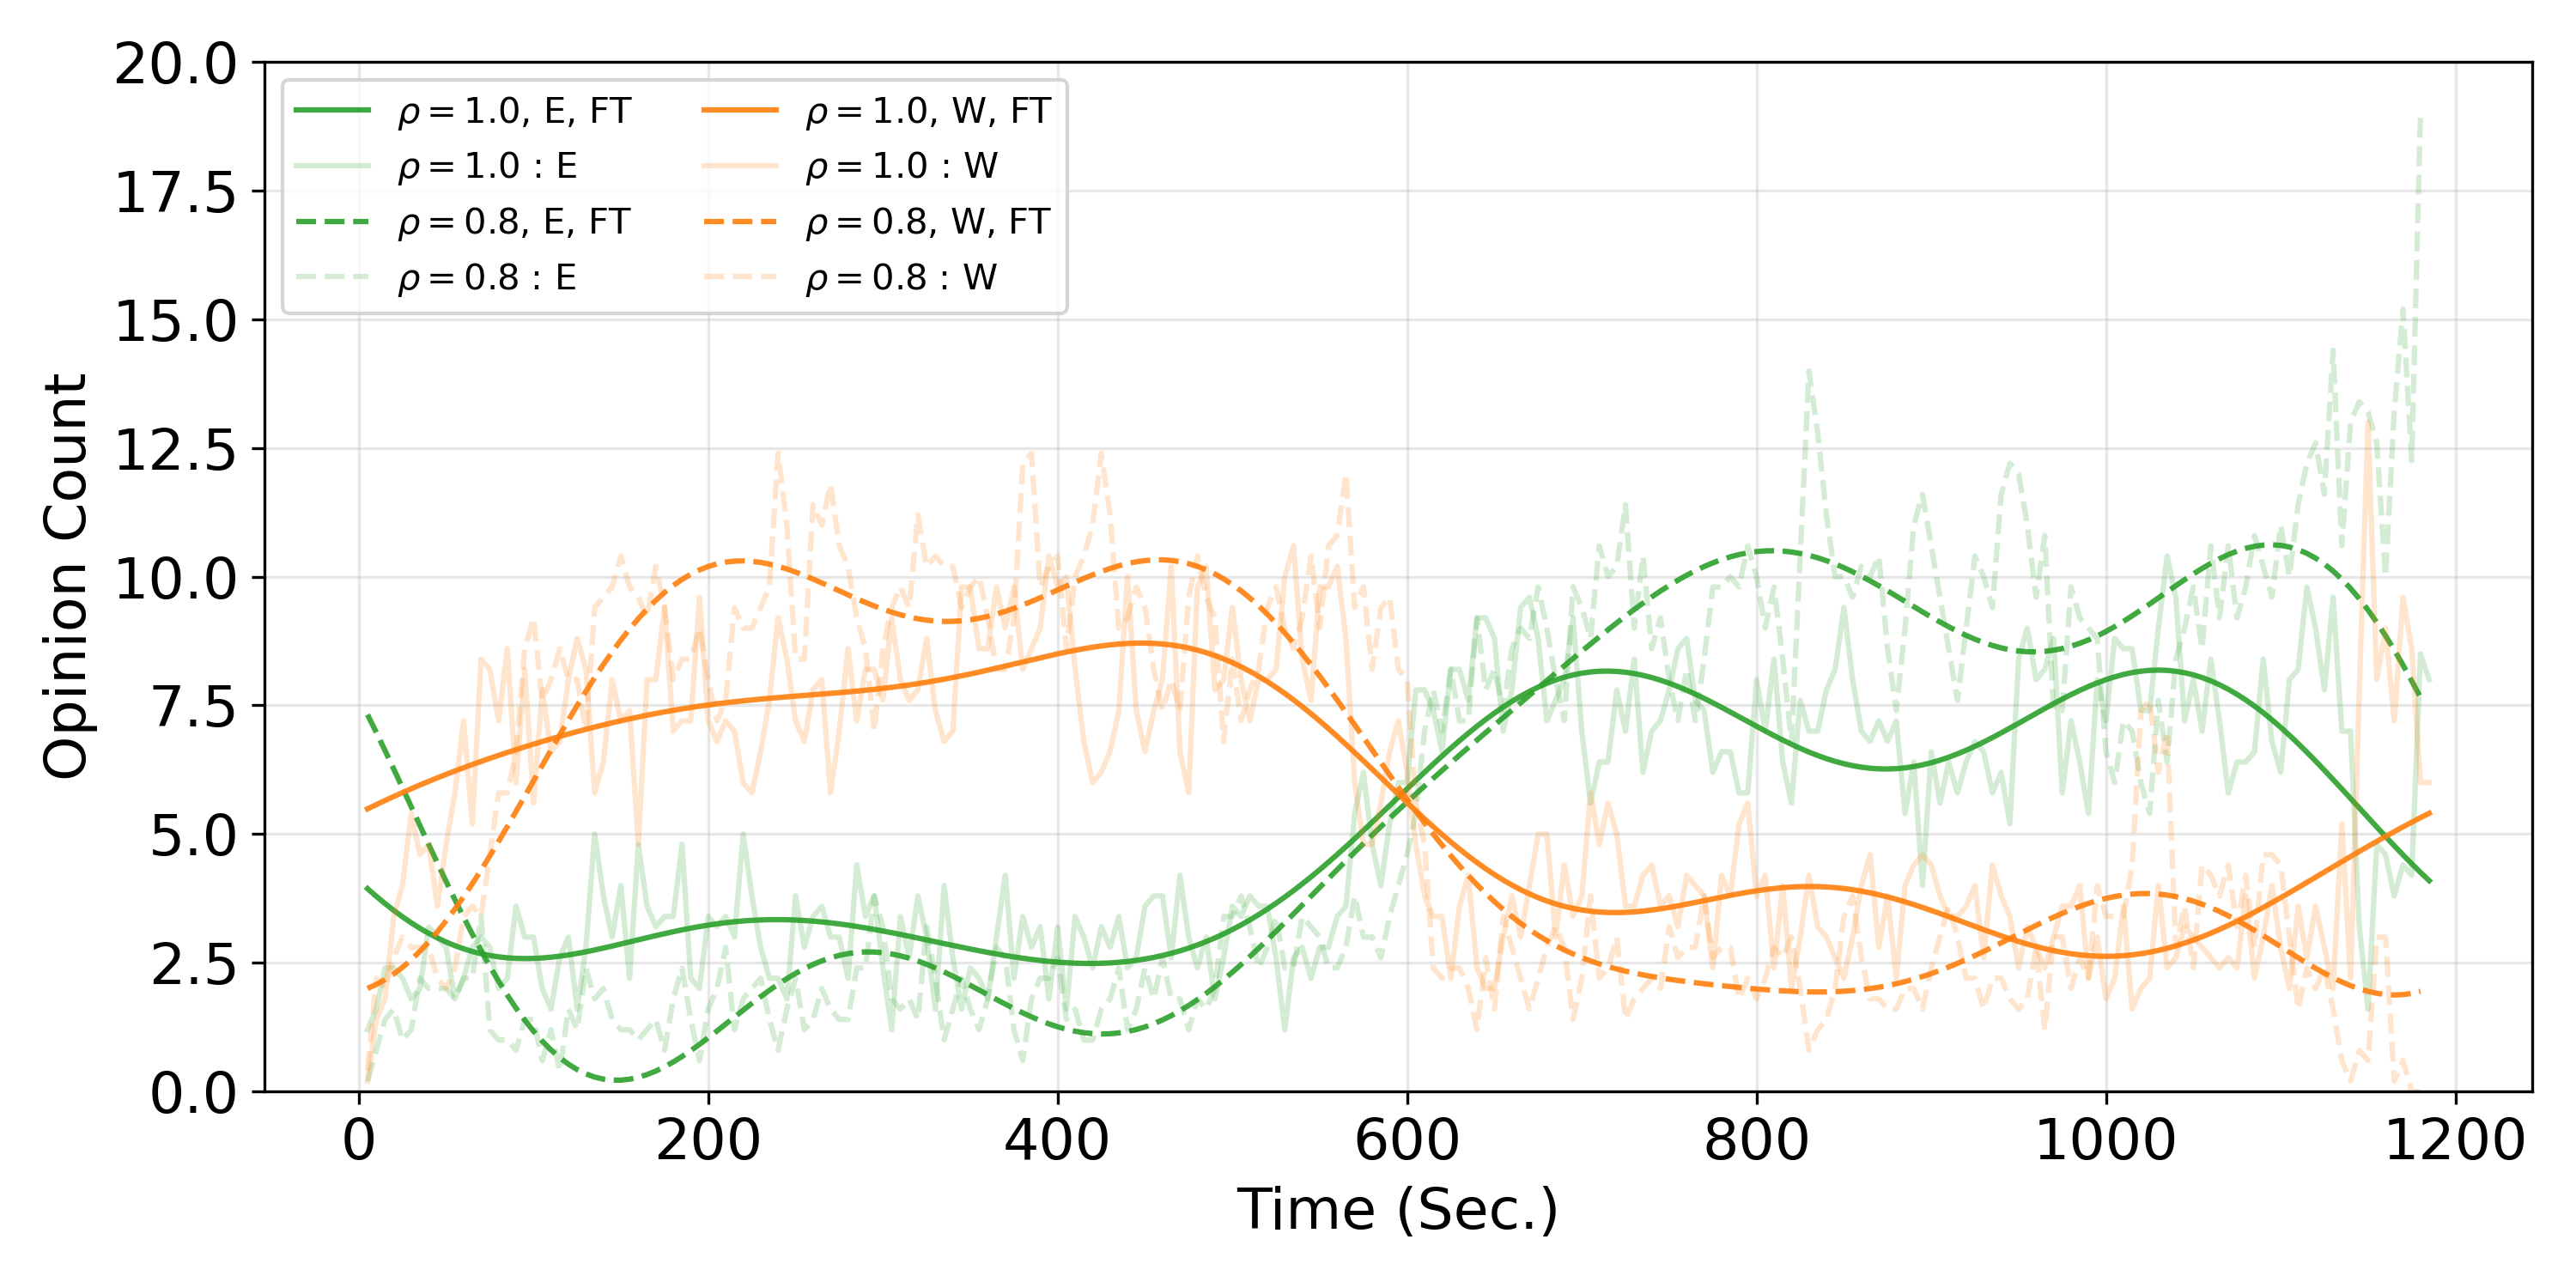 20.0
17.5
15.0
12.5
10.0
7.5
5.0
2.5
0.0
Opinion Count
ρ = 1.0, E, FT
ρ = 1.0 : E
ρ = 0.8, E, FT
ρ = 0.8 : E
ρ = 1.0, W, FT
ρ = 1.0 : W
ρ = 0.8, W, FT
ρ = 0.8 : W
0 200 400 600 800 1000 1200
Time (Sec.)